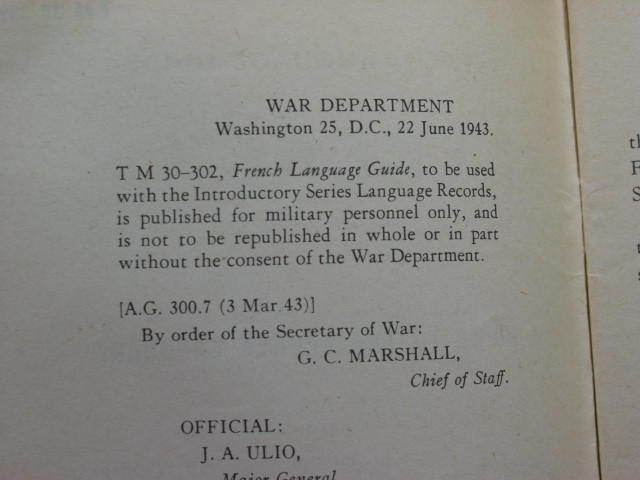 WAR DEPARTMENT
Washington 25, D.C., 22 June 1943.
T M 30–302, French Language Guide, to be used
with the Introductory Series Language Records,
is published for military personnel only, and
is not to be republished in whole or in part
without the consent of the War Department.
[A.G. 300.7 (3 Mar 43)]
By order of the Secretary of War:
G. C. MARSHALL,
Chief of Staff.
OFFICIAL:
J. A. ULIO,
Major General